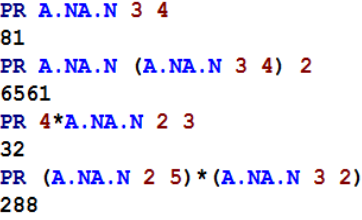 PR A.NA.N 3 4
81
PR A.NA.N (A.NA.N 3 4) 2
6561
PR 4*A.NA.N 2 3
32
PR (A.NA.N 2 5)*(A.NA.N 3 2)
288